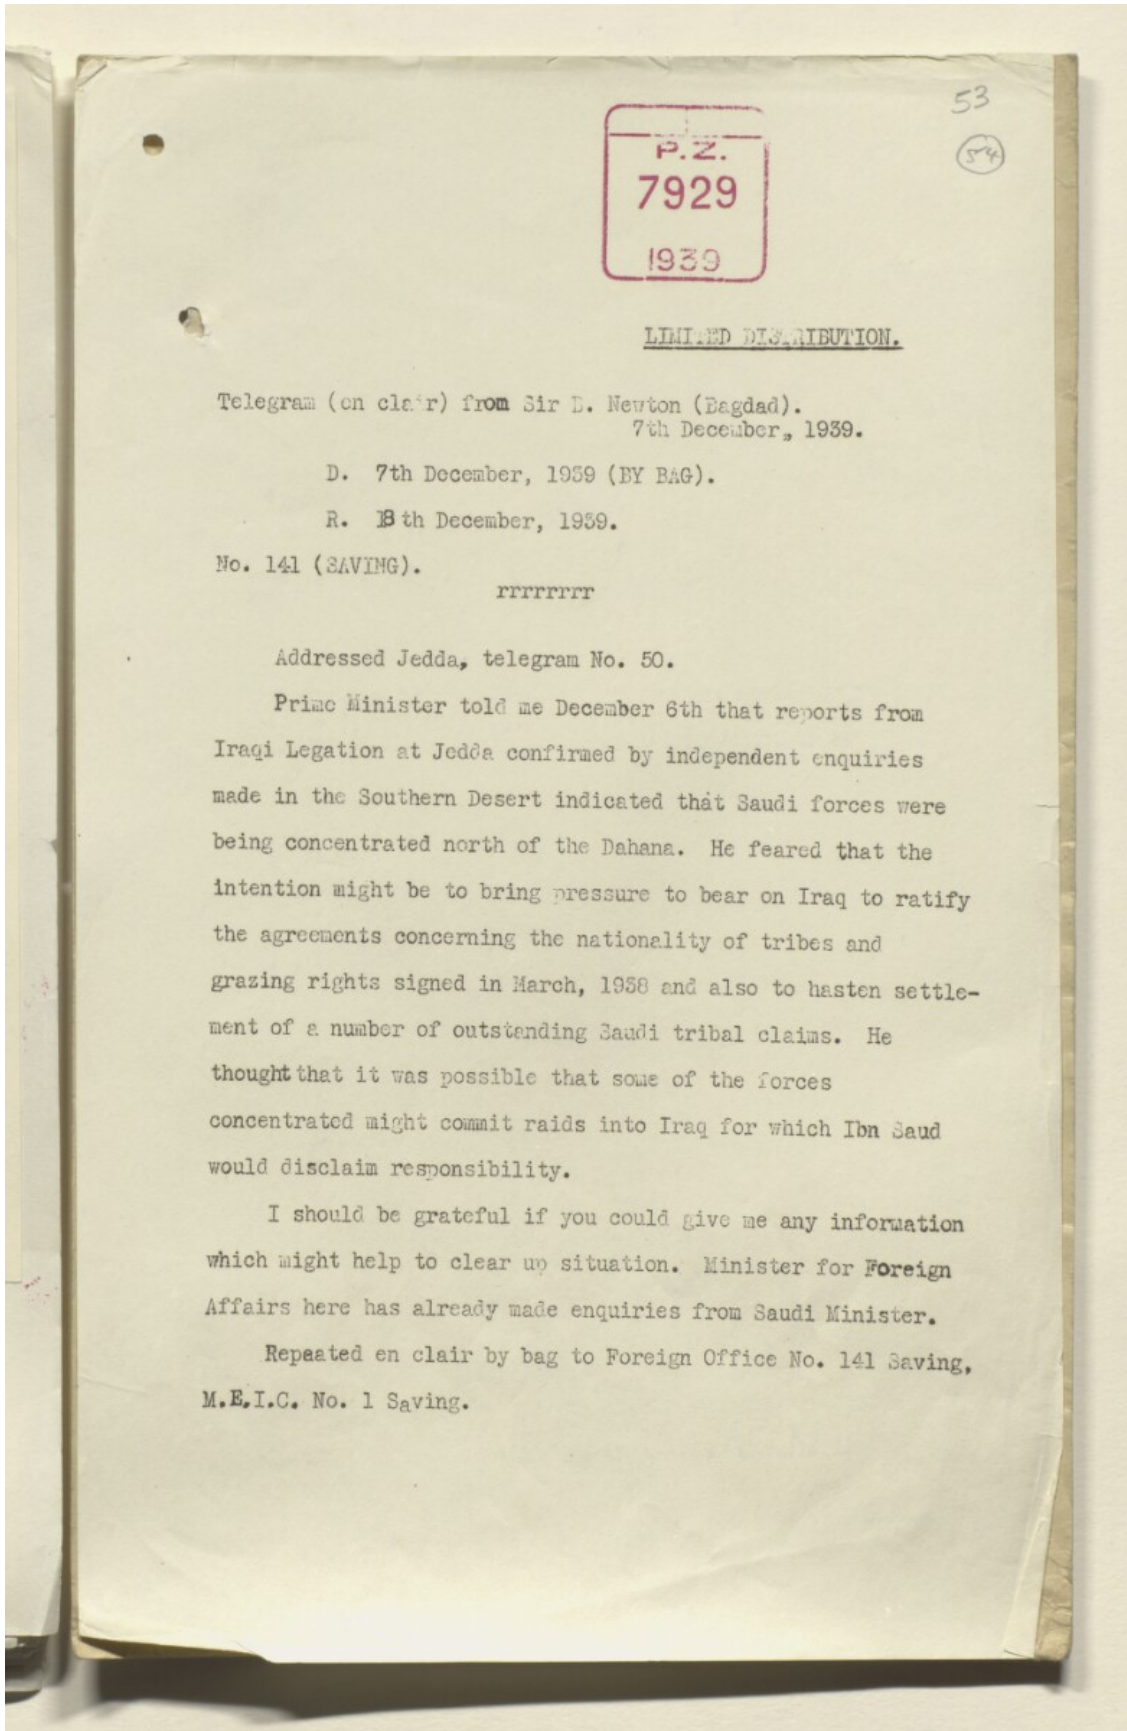 53
54
P.Z.
7929
1939
LIMITED DISTRIBUTION.
Telegram (en clair) from Sir B. Newton (Bagdad).
7th December, 1939.
D. 7th December, 1939 (BY BAG).
R. 18th December, 1939.
No. 141 (SAVING).
rrrrrrrr
Addressed Jedda, telegram No. 50.
Prime Minister told me December 6th that reports from
Iraqi Legation at Jedda confirmed by independent enquiries
made in the Southern Desert indicated that Saudi forces were
being concentrated north of the Dahana. He feared that the
intention might be to bring pressure to bear on Iraq to ratify
the agreements concerning the nationality of tribes and
grazing rights signed in March, 1938 and also to hasten settle-
ment of a number of outstanding Saudi tribal claims. He
thought that it was possible that some of the forces
concentrated might commit raids into Iraq for which Ibn Saud
would disclaim responsibility.
I should be grateful if you could give me any information
which might help to clear up situation. Minister for Foreign
Affairs here has already made enquiries from Saudi Minister.
Repeated en clair by bag to Foreign Office No. 141 Saving,
M.E.I.C. No. 1 Saving.